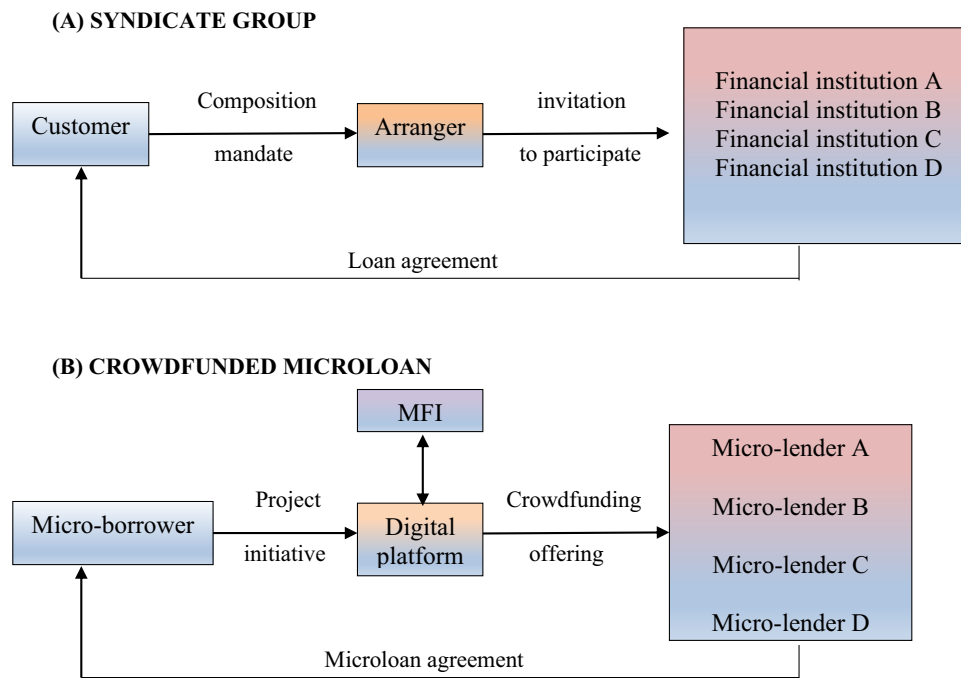 (A) SYNDICATE GROUP
Customer
Composition
mandate
Arranger
invitation
to participate
Financial institution A
Financial institution B
Financial institution C
Financial institution D
Loan agreement
(B) CROWDFUNDED MICROLOAN
MFI
Micro-borrower
Project
initiative
Digital
platform
Crowdfunding
offering
Micro-lender A
Micro-lender B
Micro-lender C
Micro-lender D
Microloan agreement